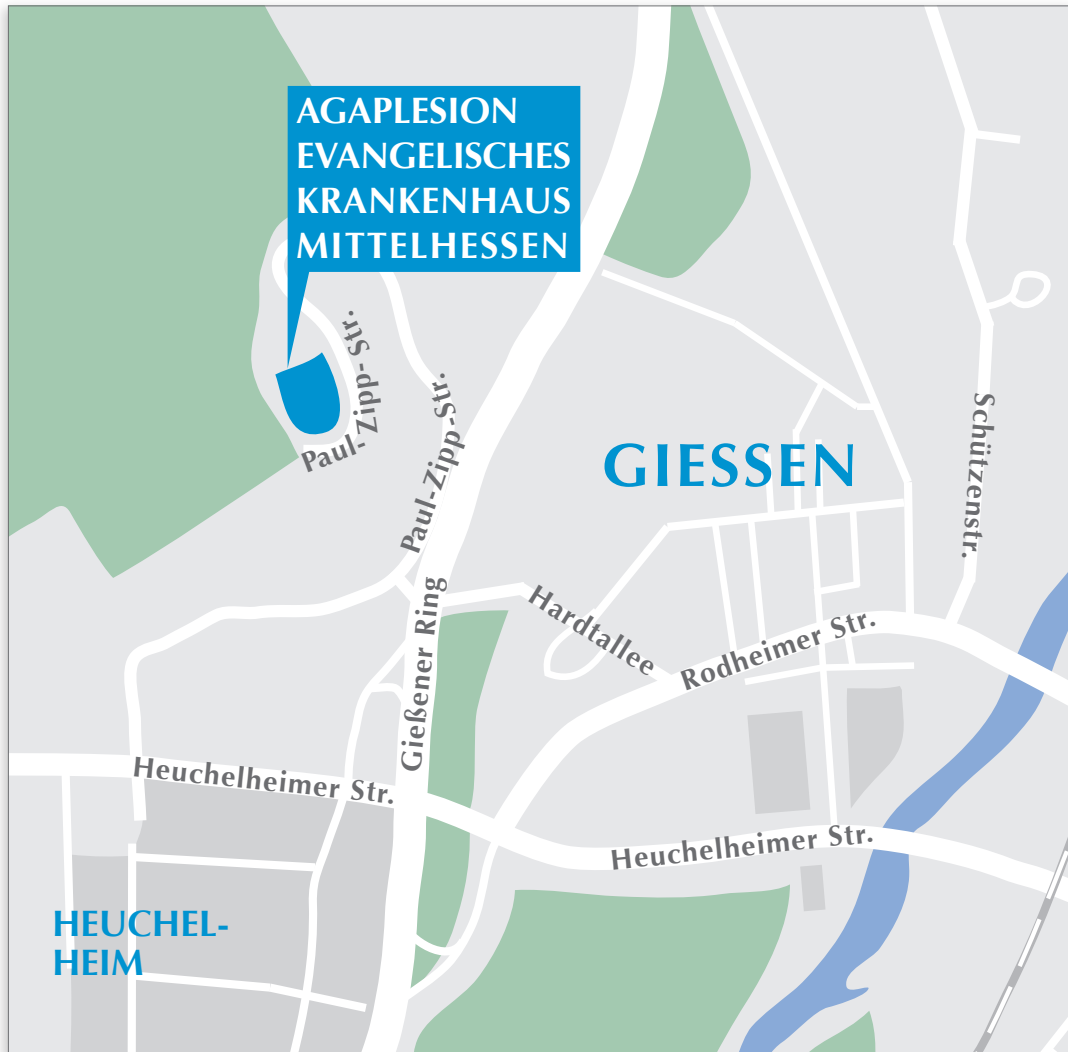 AGAPLESION
EVANGELISCHES
KRANKENHAUS
MITTELHESSEN
Paul-Zipp-Str.
Paul-Zipp-Str.
GIESSEN
Schützenstr.
Hardtallee
Rodheimer Str.
Gießener Ring
Heuchelheimer Str.
Heuchelheimer Str.
HEUCHEL-
HEIM